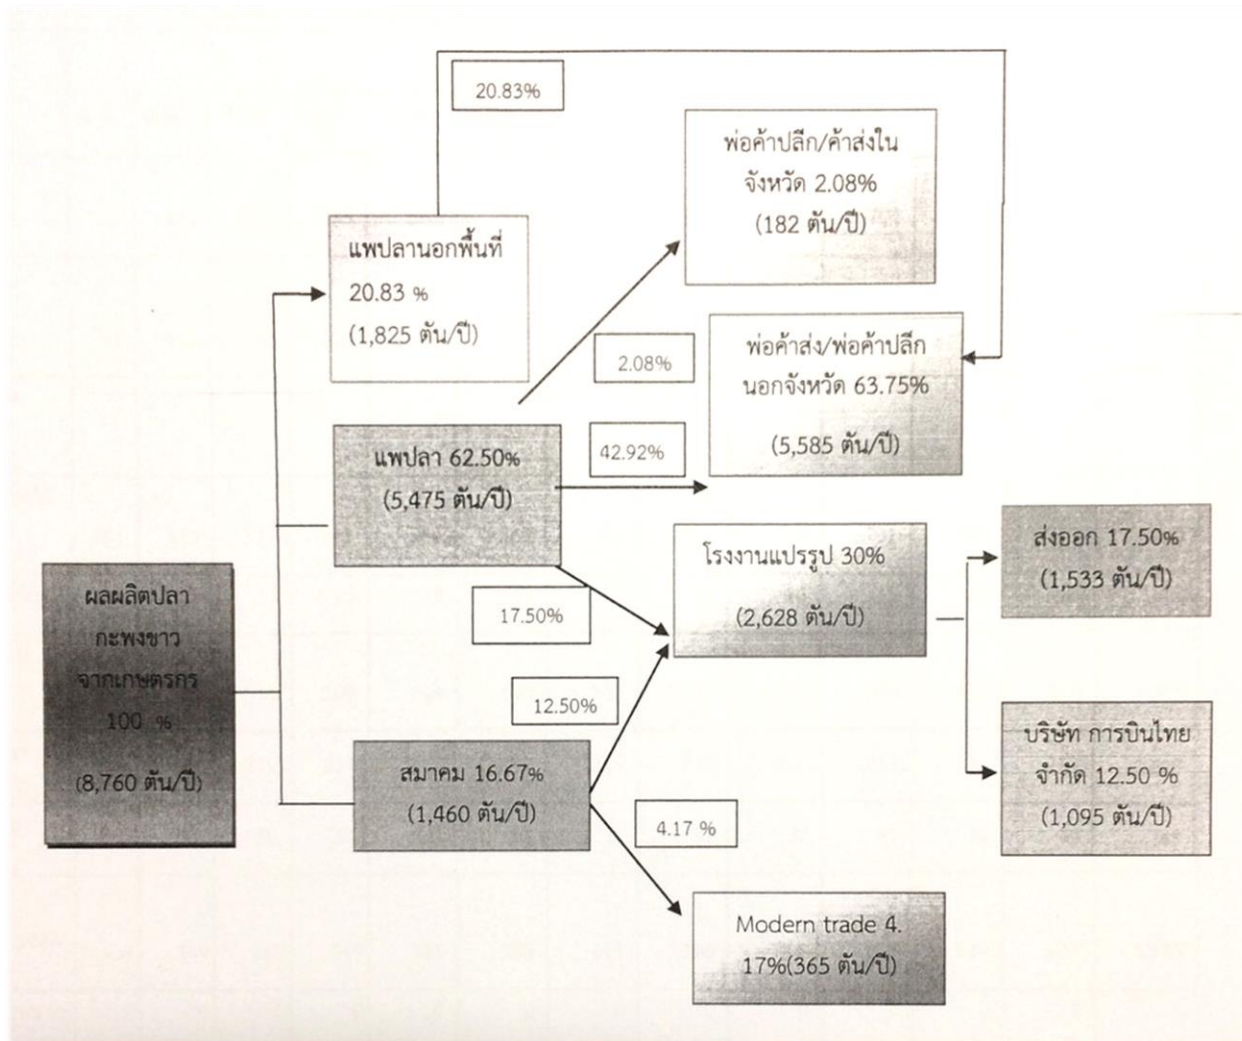 20.83%
พ่อค้าปลีก/ค้าส่งใน
จังหวัด 2.08%
(182 ตัน/ปี)
แพปลานอกพื้นที่
20.83 %
(1,825 ตัน/ปี)
พ่อค้าส่ง/พ่อค้าปลีก
นอกจังหวัด 63.75%
(5,585 ตัน/ปี)
2.08%
42.92%
แพปลา 62.50%
(5,475 ตัน/ปี)
โรงงานแปรรูป 30%
(2,628 ตัน/ปี)
ส่งออก 17.50%
(1,533 ตัน/ปี)
17.50%
ผลผลิตปลา
กะพงขาว
จากเกษตรกร
100 %
(8,760 ตัน/ปี)
12.50%
สมาคม 16.67%
(1,460 ตัน/ปี)
บริษัท การบินไทย
จำกัด 12.50 %
(1,095 ตัน/ปี)
4.17 %
Modern trade 4.
17%(365 ตัน/ปี)